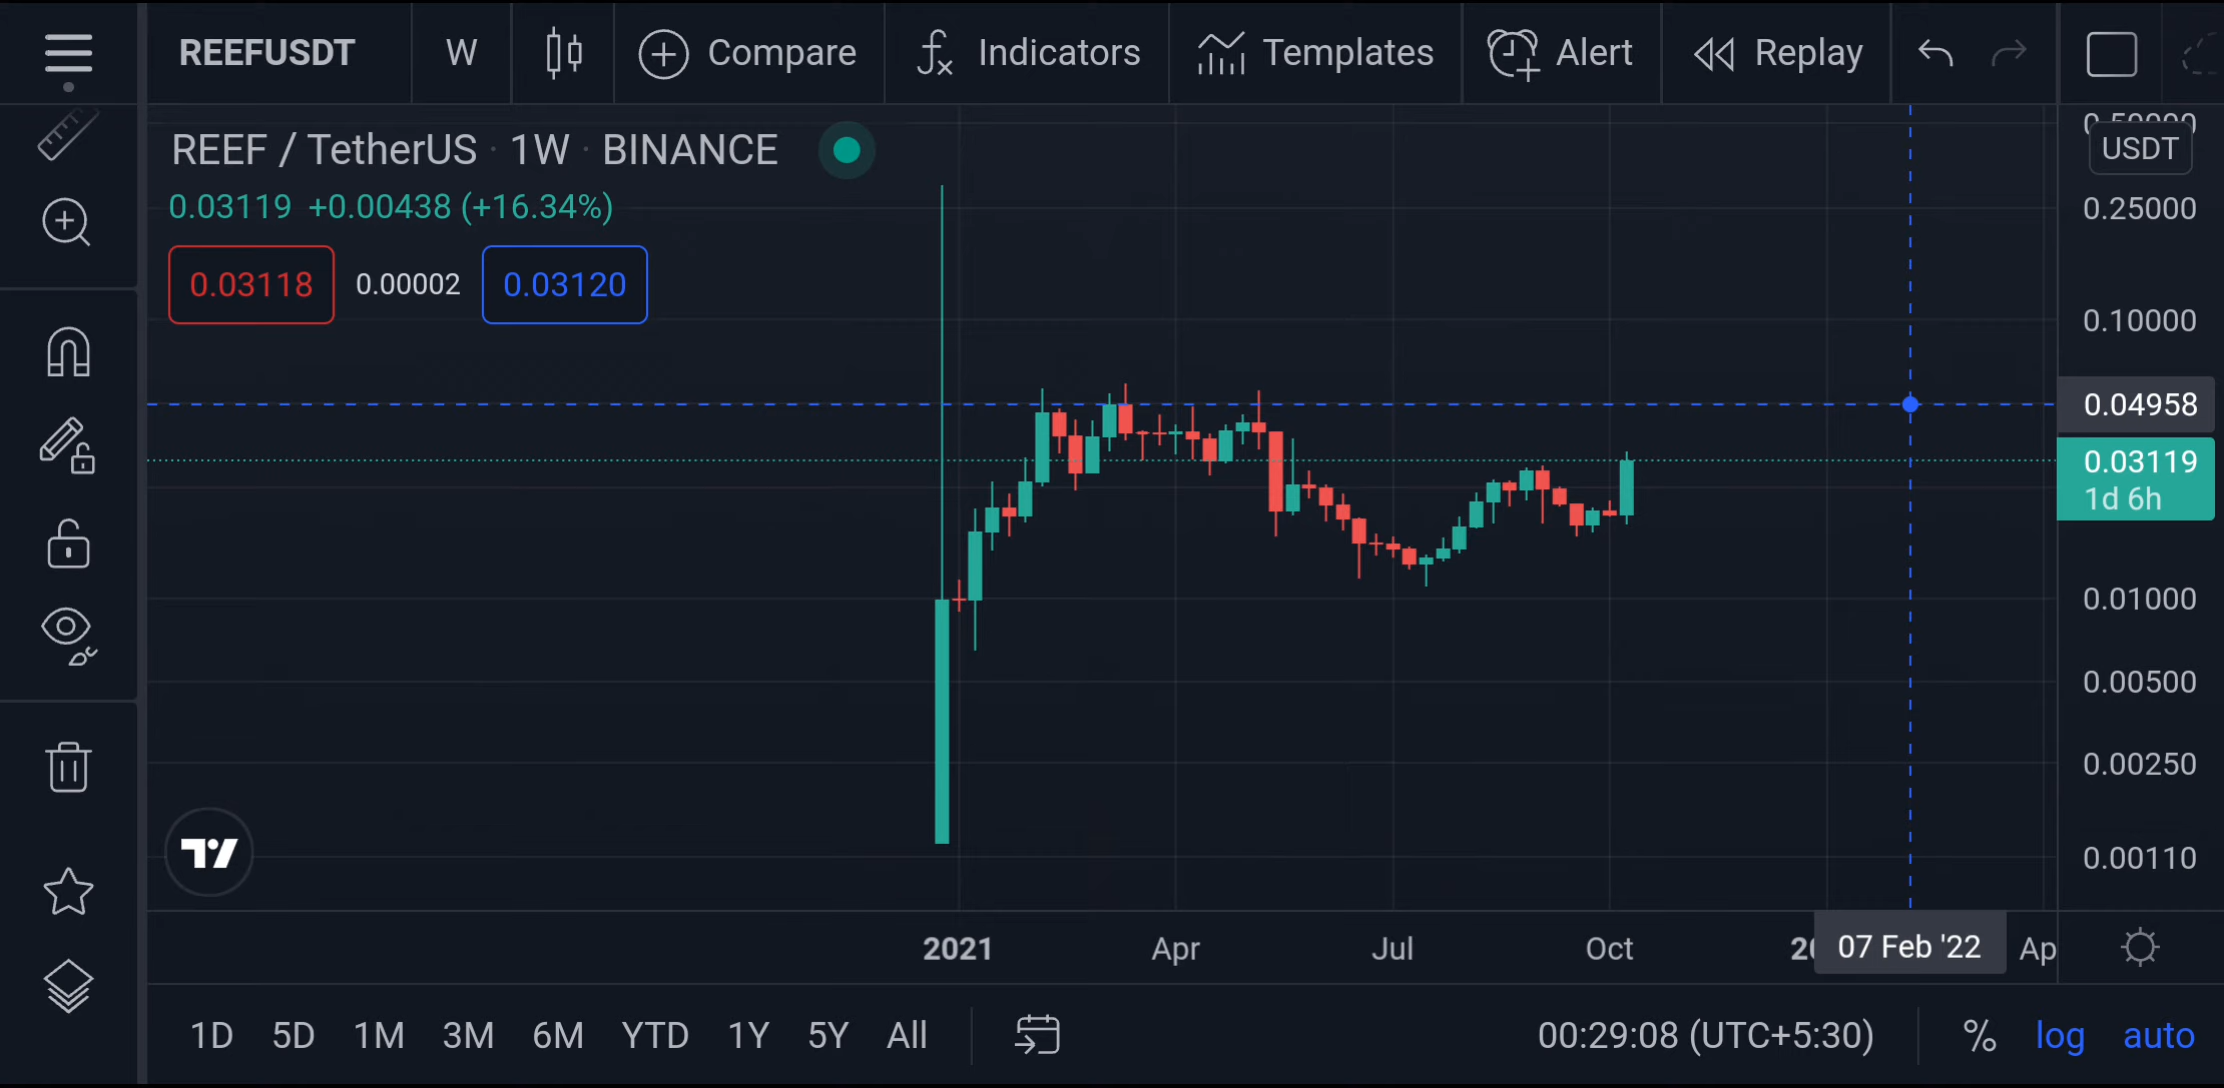 REEFUSDT W Compare Indicators Templates Alert Replay
REEF / TetherUS · 1W · BINANCE
0.03119 +0.00438 (+16.34%)
0.03118 0.00002 0.03120
0.50000
USDT
0.25000
0.10000
0.04958
0.03119
1d 6h
0.01000
0.00500
0.00250
0.00110
2021 Apr Jul Oct 20 07 Feb '22 Ap
1D 5D 1M 3M 6M YTD 1Y 5Y All 00:29:08 (UTC+5:30) % log auto